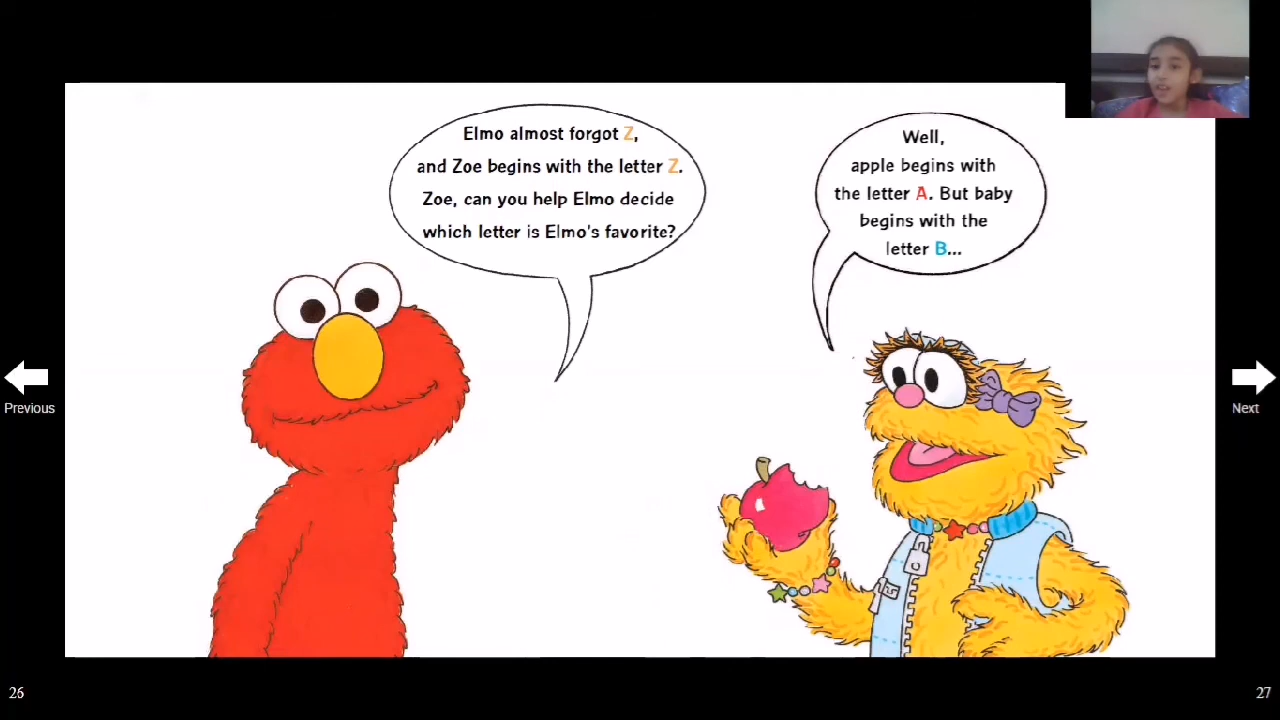 Elmo almost forgot Z,
and Zoe begins with the letter Z.
Zoe, can you help Elmo decide
which letter is Elmo's favorite?
Well,
apple begins with
the letter A. But baby
begins with the
letter B...
Previous
Next
26
27